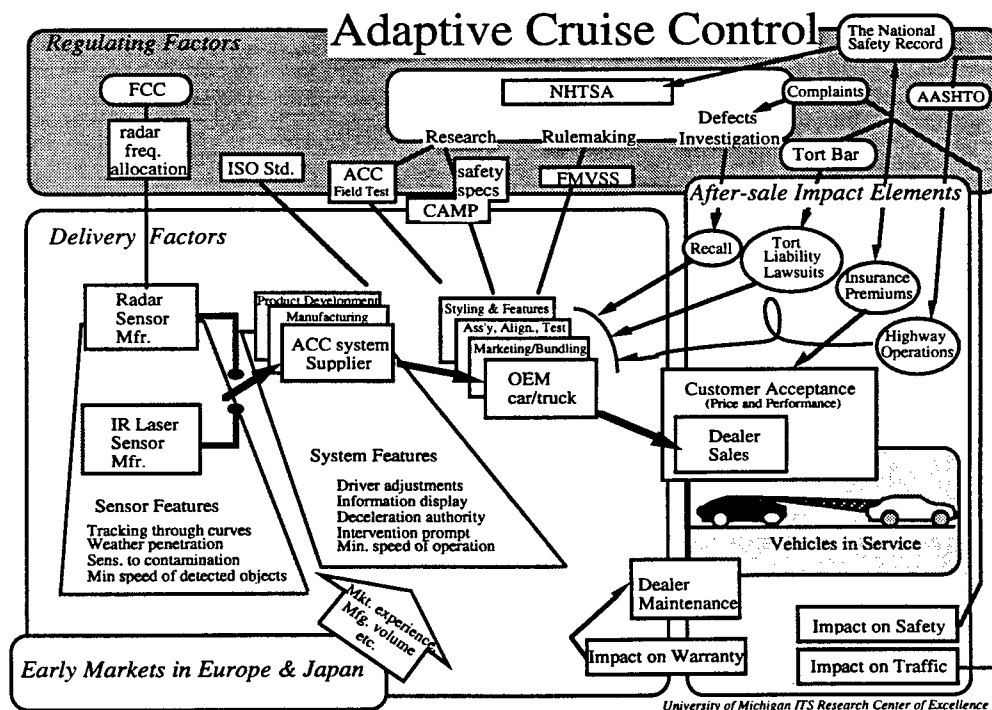 Adaptive Cruise Control
Regulating Factors
The National
Safety Record
FCC
NHTSA
Complaints
AASHTO
radar
freq.
allocation
Defects
Research
Rulemaking
Investigation
ISO Std.
ACC
Field Test
safety
specs
FMVSS
Tort Bar
CAMP
After-sale Impact Elements
Delivery Factors
Recall
Tort
Liability
Lawsuits
Insurance
Premiums
Highway
Operations
Radar
Sensor
Mfr.
Product Development
Manufacturing
ACC system
Supplier
Styling & Features
Ass'y, Align., Test
Marketing/Bundling
OEM
car/truck
Customer Acceptance
(Price and Performance)
Dealer
Sales
IR Laser
Sensor
Mfr.
System Features
Driver adjustments
Information display
Deceleration authority
Intervention prompt
Min. speed of operation
Sensor Features
Tracking through curves
Weather penetration
Sens. to contamination
Min speed of detected objects
Vehicles in Service
Mkt. experience,
Mfg. volume
etc.
Dealer
Maintenance
Impact on Safety
Impact on Warranty
Impact on Traffic
Early Markets in Europe & Japan
University of Michigan ITS Research Center of Excellence